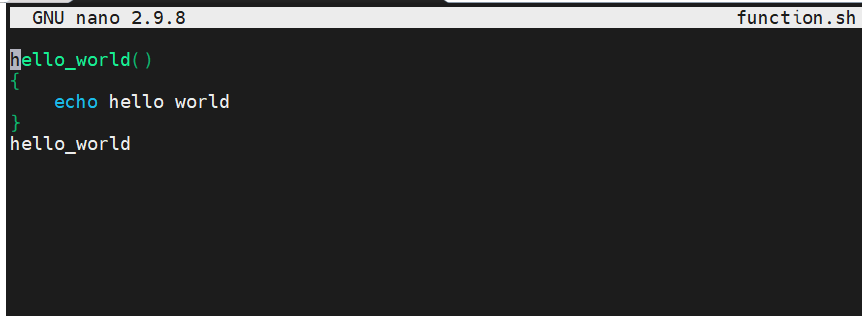 GNU nano 2.9.8 function.sh
hello_world()
{
    echo hello world
}
hello_world